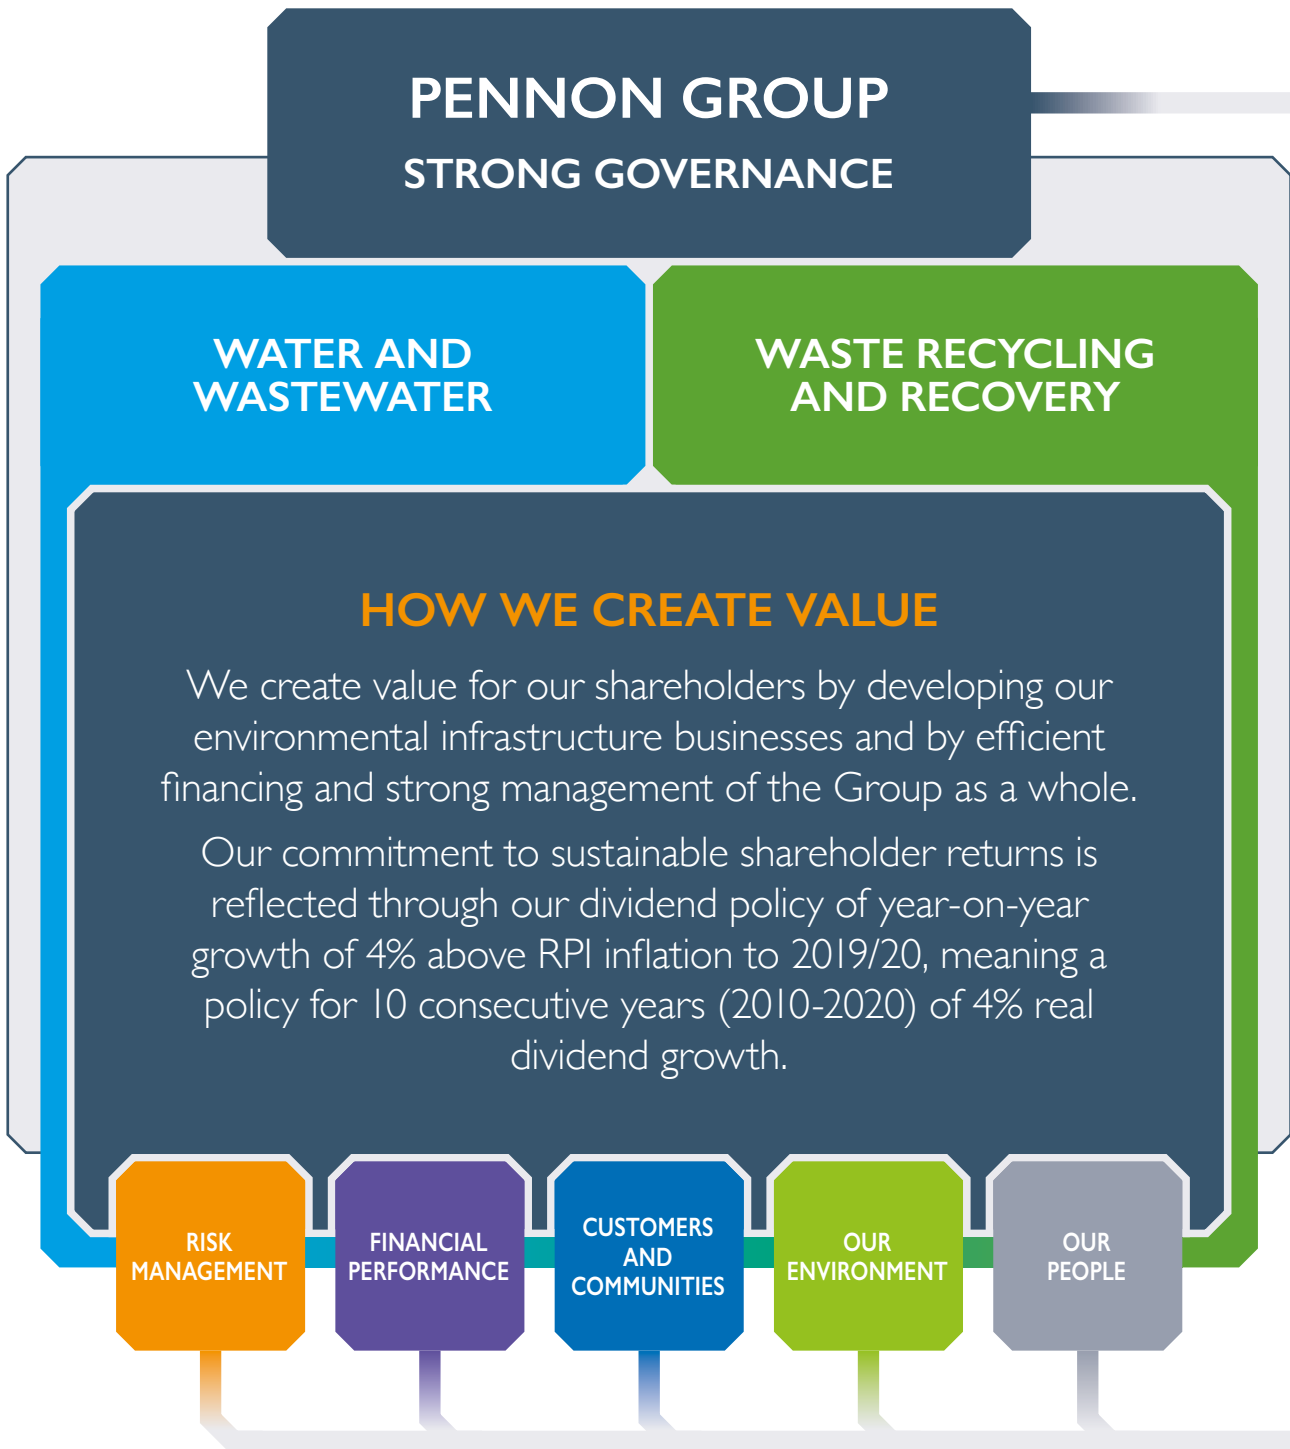 PENNON GROUP
STRONG GOVERNANCE
WATER AND
WASTEWATER
WASTE RECYCLING
AND RECOVERY
HOW WE CREATE VALUE
We create value for our shareholders by developing our
environmental infrastructure businesses and by efficient
financing and strong management of the Group as a whole.
Our commitment to sustainable shareholder returns is
reflected through our dividend policy of year-on-year
growth of 4% above RPI inflation to 2019/20, meaning a
policy for 10 consecutive years (2010-2020) of 4% real
dividend growth.
RISK
MANAGEMENT
FINANCIAL
PERFORMANCE
CUSTOMERS
AND
COMMUNITIES
OUR
ENVIRONMENT
OUR
PEOPLE